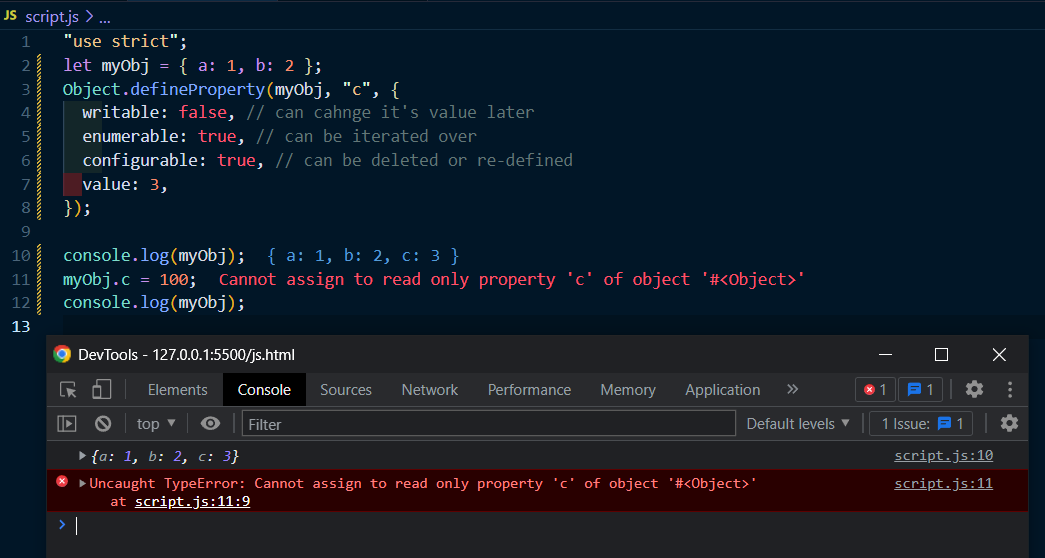 JS script.js > ...
1 "use strict";
2 let myObj = { a: 1, b: 2 };
3 Object.defineProperty(myObj, "c", {
4 writable: false, // can cahnge it's value later
5 enumerable: true, // can be iterated over
6 configurable: true, // can be deleted or re-defined
7 value: 3,
8 });
9
10 console.log(myObj); { a: 1, b: 2, c: 3 }
11 myObj.c = 100; Cannot assign to read only property 'c' of object '#<Object>'
12 console.log(myObj);
13
DevTools - 127.0.0.1:5500/js.html
Elements Console Sources Network Performance Memory Application » 1 1
top ▼ Filter Default levels ▼ 1 Issue: 1
{a: 1, b: 2, c: 3} script.js:10
Uncaught TypeError: Cannot assign to read only property 'c' of object '#<Object>' script.js:11
at script.js:11:9
>